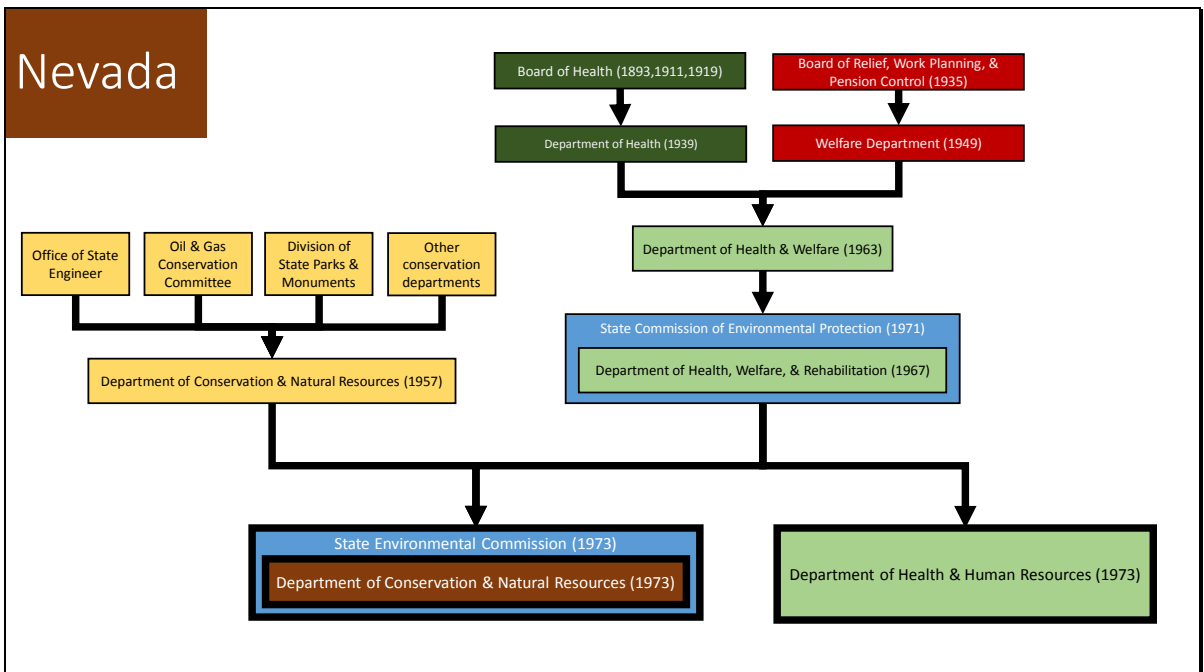 Nevada
Board of Health (1893,1911,1919)
Board of Relief, Work Planning, &
Pension Control (1935)
Department of Health (1939)
Welfare Department (1949)
Office of State
Engineer
Oil & Gas
Conservation
Committee
Division of
State Parks &
Monuments
Other
conservation
departments
Department of Health & Welfare (1963)
State Commission of Environmental Protection (1971)
Department of Health, Welfare, & Rehabilitation (1967)
Department of Conservation & Natural Resources (1957)
State Environmental Commission (1973)
Department of Conservation & Natural Resources (1973)
Department of Health & Human Resources (1973)